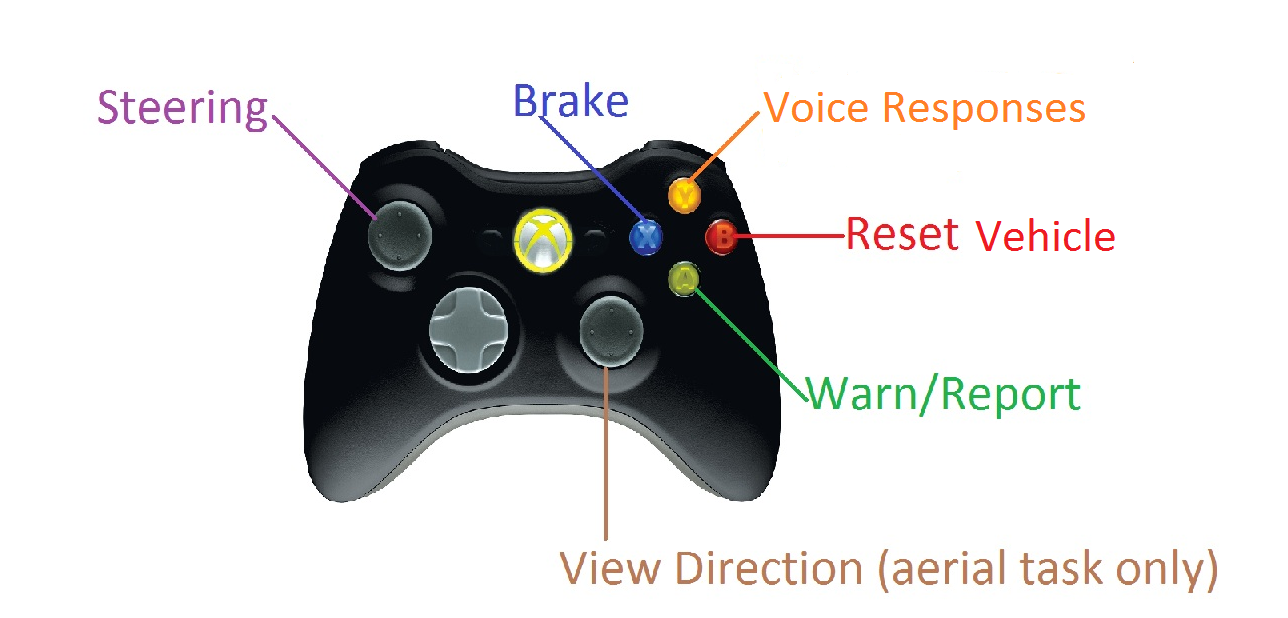 Steering
Brake
Voice Responses
Y
X
B
Reset Vehicle
A
Warn/Report
View Direction (aerial task only)